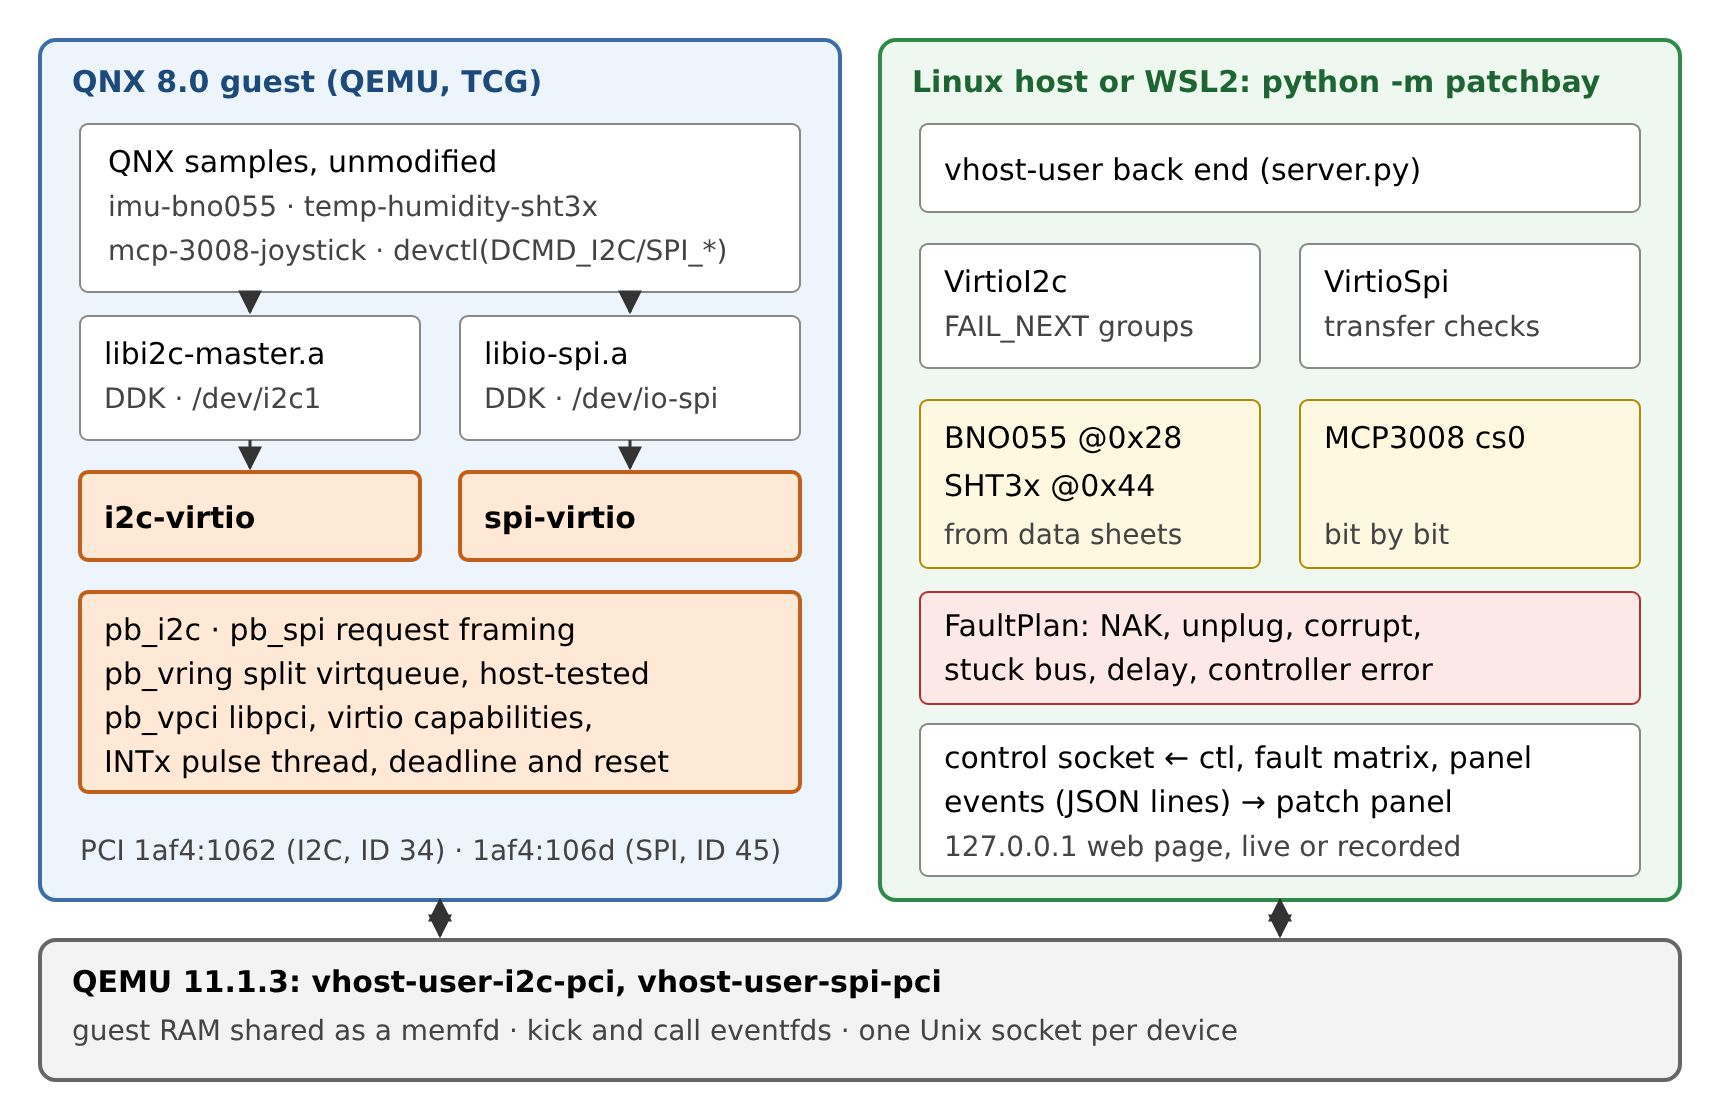 QNX 8.0 guest (QEMU, TCG)
QNX samples, unmodified
imu-bno055 · temp-humidity-sht3x
mcp-3008-joystick · devctl(DCMD_I2C/SPI_*)
libi2c-master.a
DDK · /dev/i2c1
libio-spi.a
DDK · /dev/io-spi
i2c-virtio
spi-virtio
pb_i2c · pb_spi request framing
pb_vring split virtqueue, host-tested
pb_vpci libpci, virtio capabilities,
INTx pulse thread, deadline and reset
PCI 1af4:1062 (I2C, ID 34) · 1af4:106d (SPI, ID 45)
Linux host or WSL2: python -m patchbay
vhost-user back end (server.py)
VirtioI2c
FAIL_NEXT groups
VirtioSpi
transfer checks
BNO055 @0x28
SHT3x @0x44
from data sheets
MCP3008 cs0
bit by bit
FaultPlan: NAK, unplug, corrupt,
stuck bus, delay, controller error
control socket ← ctl, fault matrix, panel
events (JSON lines) → patch panel
127.0.0.1 web page, live or recorded
QEMU 11.1.3: vhost-user-i2c-pci, vhost-user-spi-pci
guest RAM shared as a memfd · kick and call eventfds · one Unix socket per device